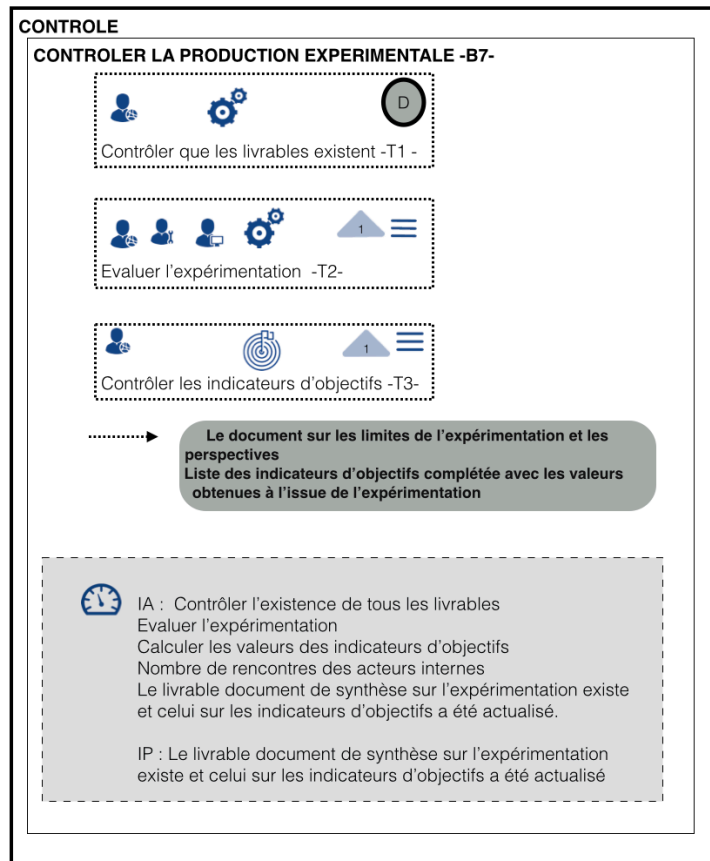 CONTROLE
CONTROLER LA PRODUCTION EXPERIMENTALE -B7-
D
Contrôler que les livrables existent -T1 -
1
Evaluer l'expérimentation -T2-
1
Contrôler les indicateurs d'objectifs -T3-
Le document sur les limites de l'expérimentation et les
perspectives
Liste des indicateurs d'objectifs complétée avec les valeurs
obtenues à l'issue de l'expérimentation
IA : Contrôler l'existence de tous les livrables
Evaluer l'expérimentation
Calculer les valeurs des indicateurs d'objectifs
Nombre de rencontres des acteurs internes
Le livrable document de synthèse sur l'expérimentation existe
et celui sur les indicateurs d'objectifs a été actualisé.
IP : Le livrable document de synthèse sur l'expérimentation
existe et celui sur les indicateurs d'objectifs a été actualisé